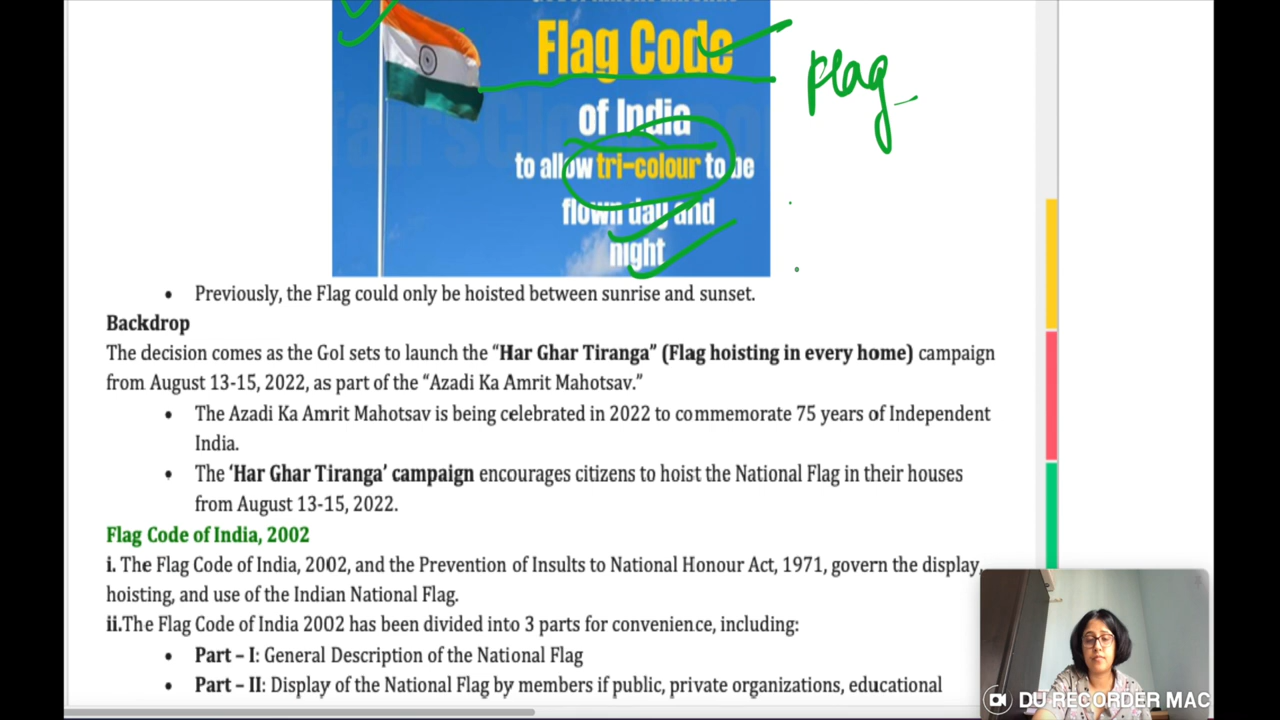 Flag Code
of India
to allow tri-colour to be
flown day and
night
Flag
• Previously, the Flag could only be hoisted between sunrise and sunset.
Backdrop
The decision comes as the GoI sets to launch the “Har Ghar Tiranga” (Flag hoisting in every home) campaign
from August 13-15, 2022, as part of the “Azadi Ka Amrit Mahotsav.”
• The Azadi Ka Amrit Mahotsav is being celebrated in 2022 to commemorate 75 years of Independent
India.
• The ‘Har Ghar Tiranga’ campaign encourages citizens to hoist the National Flag in their houses
from August 13-15, 2022.
Flag Code of India, 2002
i. The Flag Code of India, 2002, and the Prevention of Insults to National Honour Act, 1971, govern the display,
hoisting, and use of the Indian National Flag.
ii.The Flag Code of India 2002 has been divided into 3 parts for convenience, including:
• Part – I: General Description of the National Flag
• Part – II: Display of the National Flag by members if public, private organizations, educational
DU RECORDER MAC